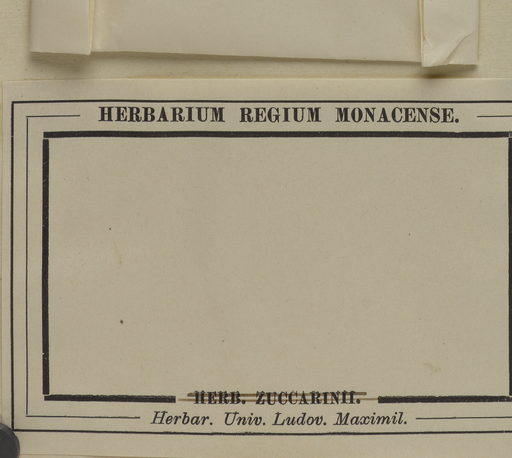 HERBARIUM REGIUM MONACENSE.
HERB. ZUCCARINII.
Herbar. Univ. Ludov. Maximil.